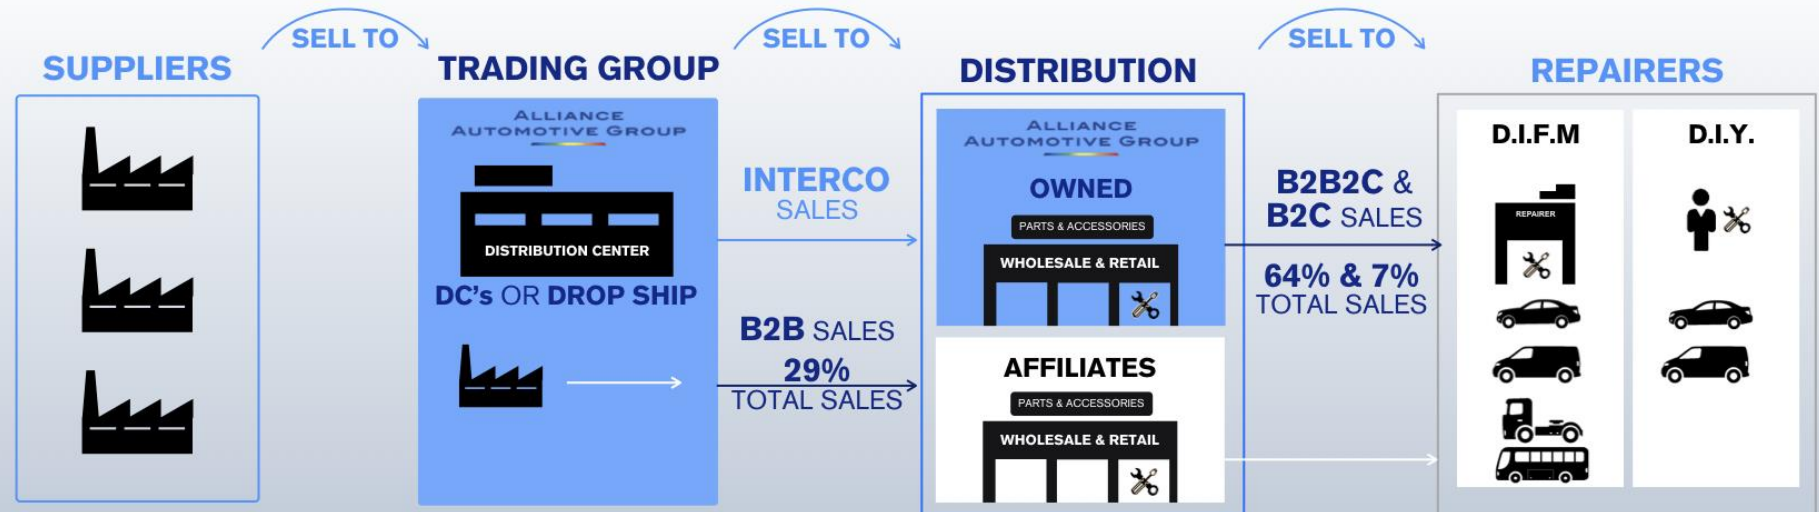 SELL TO
SELL TO
SELL TO
SUPPLIERS
TRADING GROUP
DISTRIBUTION
REPAIRERS
ALLIANCE
AUTOMOTIVE GROUP
DISTRIBUTION CENTER
DC's OR DROP SHIP
INTERCO
SALES
B2B SALES
29%
TOTAL SALES
ALLIANCE
AUTOMOTIVE GROUP
OWNED
PARTS & ACCESSORIES
WHOLESALE & RETAIL
AFFILIATES
PARTS & ACCESSORIES
WHOLESALE & RETAIL
B2B2C &
B2C SALES
64% & 7%
TOTAL SALES
D.I.F.M
REPAIRER
D.I.Y.